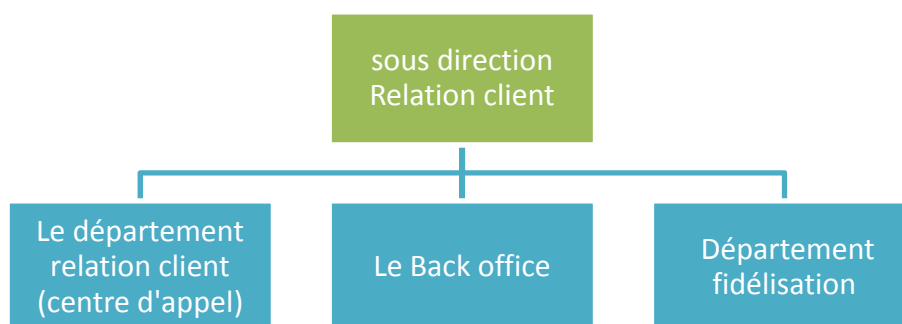 sous direction
Relation client
Le département
relation client
(centre d'appel)
Le Back office
Département
fidélisation